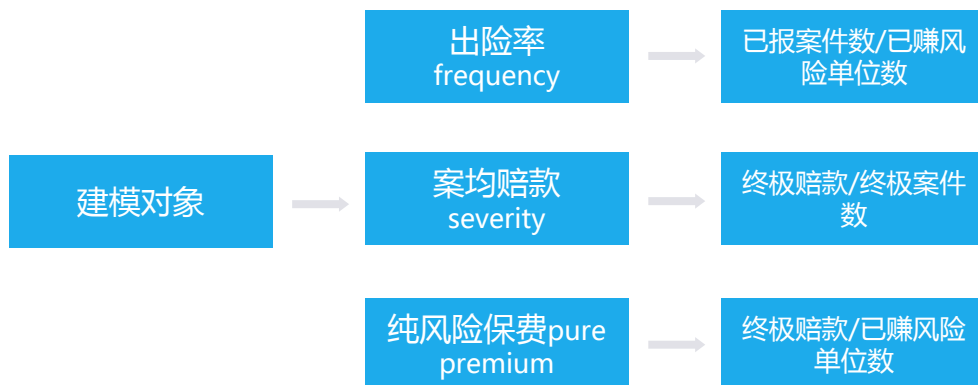 出险率
frequency
已报案件数/已赚风
险单位数
建模对象
案均赔款
severity
终极赔款/终极案件
数
纯风险保费pure
premium
终极赔款/已赚风险
单位数